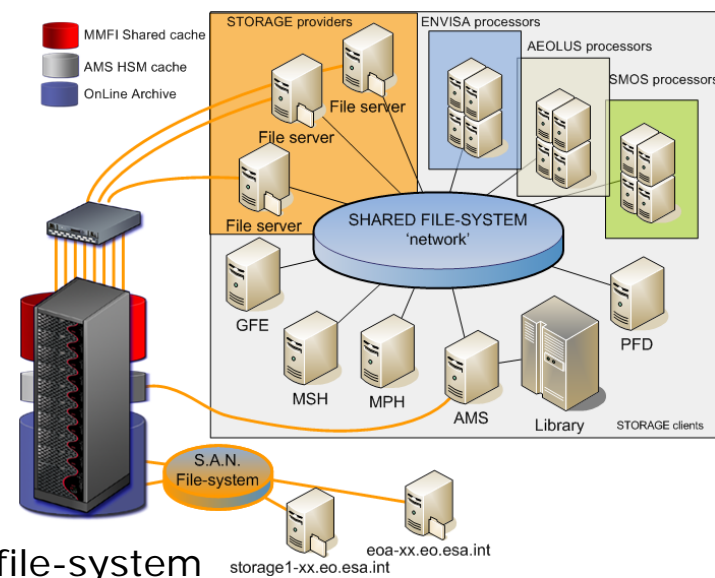 MMFI Shared cache
AMS HSM cache
OnLine Archive
STORAGE providers
ENVISA processors
AEOLUS processors
SMOS processors
File server
File server
File server
SHARED FILE-SYSTEM
‘network’
GFE
MSH
MPH
AMS
Library
PFD
STORAGE clients
S.A.N.
File-system
storage1-xx.eo.esa.int
eoa-xx.eo.esa.int
file-system